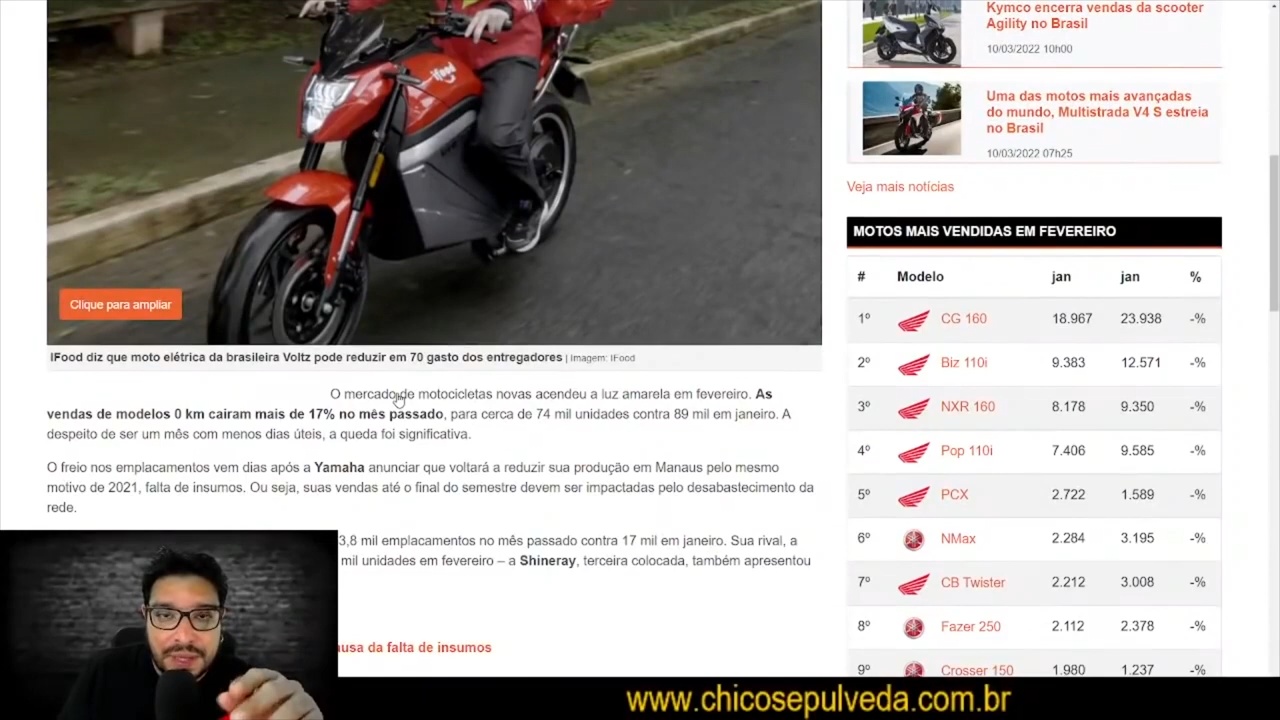 ifood
Clique para ampliar
IFood diz que moto elétrica da brasileira Voltz pode reduzir em 70 gasto dos entregadores | Imagem: IFood
O mercado de motocicletas novas acendeu a luz amarela em fevereiro. As
vendas de modelos 0 km caíram mais de 17% no mês passado, para cerca de 74 mil unidades contra 89 mil em janeiro. A
despeito de ser um mês com menos dias úteis, a queda foi significativa.
O freio nos emplacamentos vem dias após a Yamaha anunciar que voltará a reduzir sua produção em Manaus pelo mesmo
motivo de 2021, falta de insumos. Ou seja, suas vendas até o final do semestre devem ser impactadas pelo desabastecimento da
rede.
3,8 mil emplacamentos no mês passado contra 17 mil em janeiro. Sua rival, a
mil unidades em fevereiro – a Shineray, terceira colocada, também apresentou
ausa da falta de insumos
Kymco encerra vendas da scooter
Agility no Brasil
10/03/2022 10h00
Uma das motos mais avançadas
do mundo, Multistrada V4 S estreia
no Brasil
10/03/2022 07h25
Veja mais notícias
MOTOS MAIS VENDIDAS EM FEVEREIRO
# Modelo jan jan %
1º CG 160 18.967 23.938 -%
2º Biz 110i 9.383 12.571 -%
3º NXR 160 8.178 9.350 -%
4º Pop 110i 7.406 9.585 -%
5º PCX 2.722 1.589 -%
6º NMax 2.284 3.195 -%
7º CB Twister 2.212 3.008 -%
8º Fazer 250 2.112 2.378 -%
9º Crosser 150 1.980 1.237 -%
www.chicosepulveda.com.br